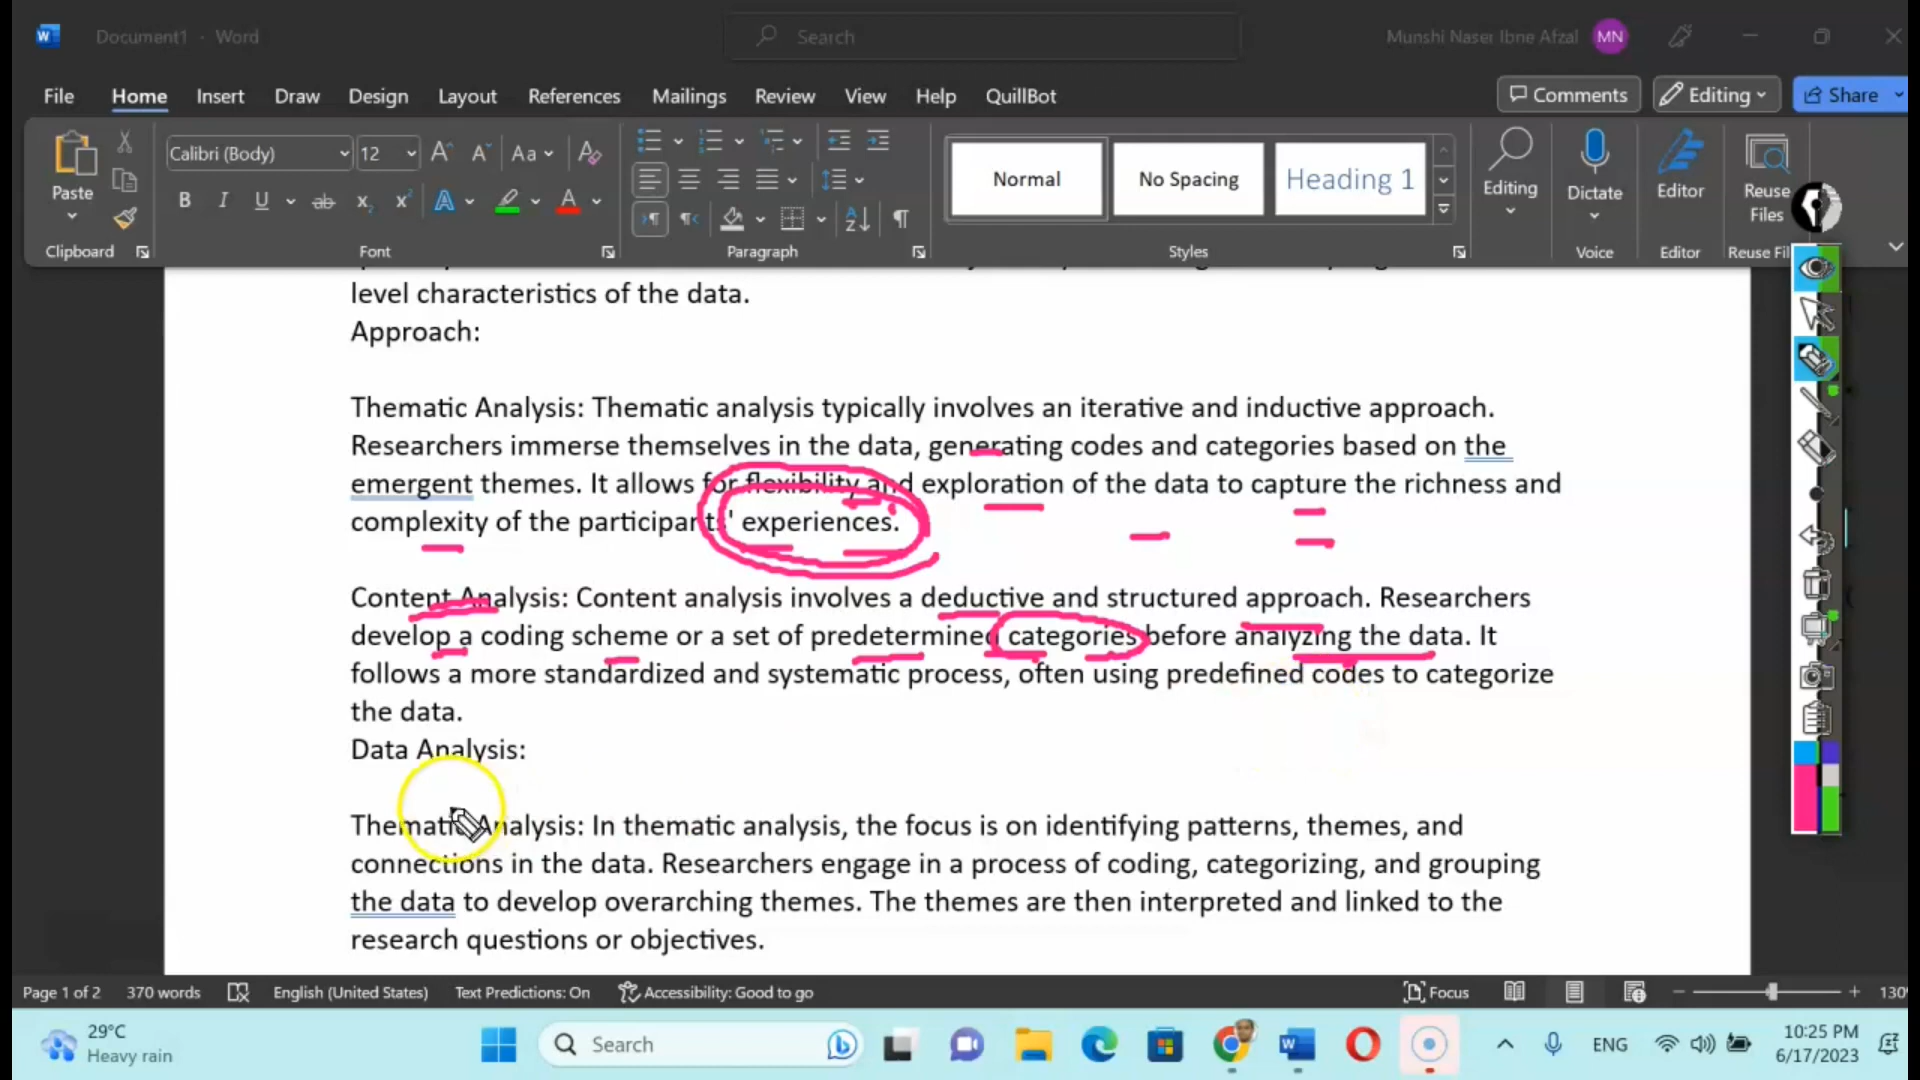 Document1 - Word
Search
Munshi Naser Ibne Afzal MN
File Home Insert Draw Design Layout References Mailings Review View Help QuillBot
Comments Editing Share
Calibri (Body) 12 Aa
Paste
B I U ab x₂ x² A A
Normal No Spacing Heading 1
Editing Dictate Editor Reuse Files
Clipboard Font Paragraph Styles Voice Editor Reuse Fil
level characteristics of the data.
Approach:
Thematic Analysis: Thematic analysis typically involves an iterative and inductive approach.
Researchers immerse themselves in the data, generating codes and categories based on the
emergent themes. It allows for flexibility and exploration of the data to capture the richness and
complexity of the participants' experiences.
Content Analysis: Content analysis involves a deductive and structured approach. Researchers
develop a coding scheme or a set of predetermined categories before analyzing the data. It
follows a more standardized and systematic process, often using predefined codes to categorize
the data.
Data Analysis:
Thematic Analysis: In thematic analysis, the focus is on identifying patterns, themes, and
connections in the data. Researchers engage in a process of coding, categorizing, and grouping
the data to develop overarching themes. The themes are then interpreted and linked to the
research questions or objectives.
Page 1 of 2 370 words English (United States) Text Predictions: On Accessibility: Good to go Focus 130
29°C
Heavy rain
Search
ENG
10:25 PM
6/17/2023